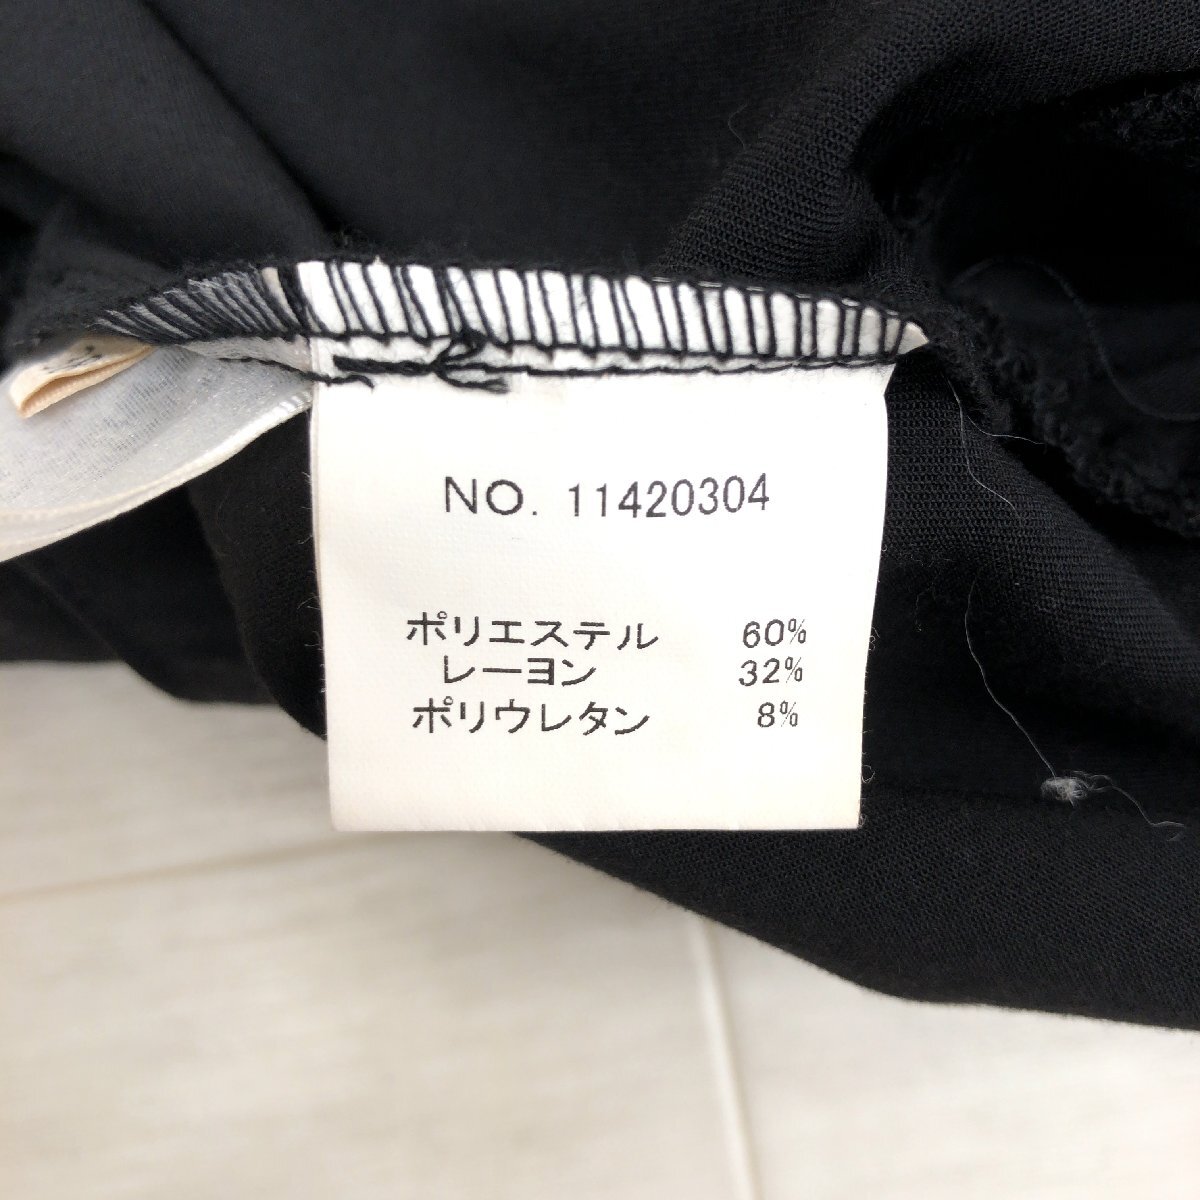 NO. 11420304
ポリエステル 60%
レーヨン 32%
ポリウレタン 8%